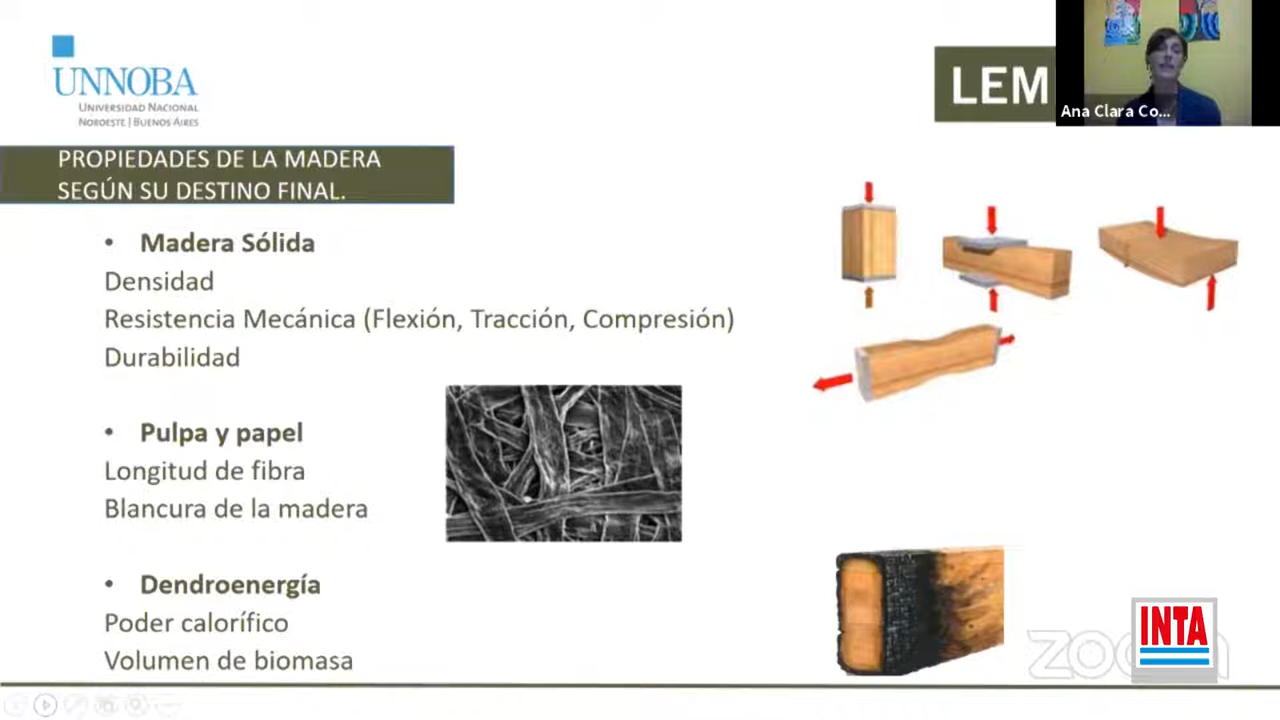 UNNOBA
UNIVERSIDAD NACIONAL
NOROESTE | BUENOS AIRES
LEM
Ana Clara Co...
PROPIEDADES DE LA MADERA
SEGÚN SU DESTINO FINAL.
• Madera Sólida
Densidad
Resistencia Mecánica (Flexión, Tracción, Compresión)
Durabilidad
• Pulpa y papel
Longitud de fibra
Blancura de la madera
• Dendroenergía
Poder calorífico
Volumen de biomasa
zoom
INTA